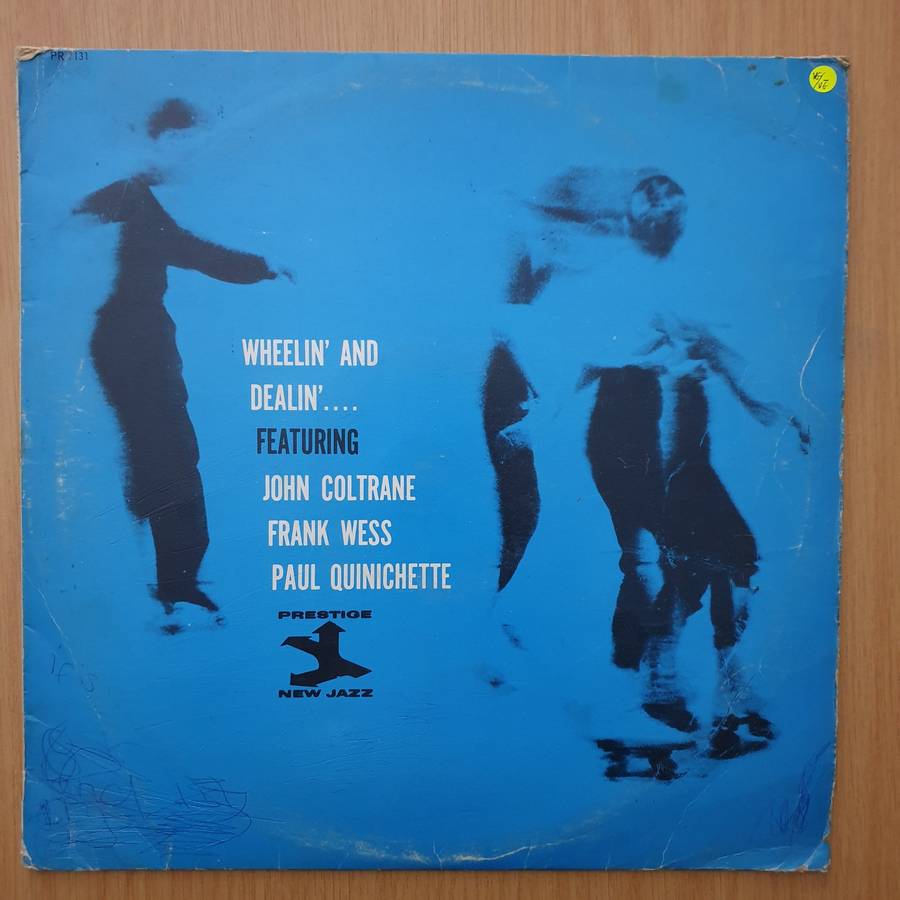 PR 7131
WHEELIN' AND
DEALIN'....
FEATURING
JOHN COLTRANE
FRANK WESS
PAUL QUINICHETTE
PRESTIGE
NEW JAZZ